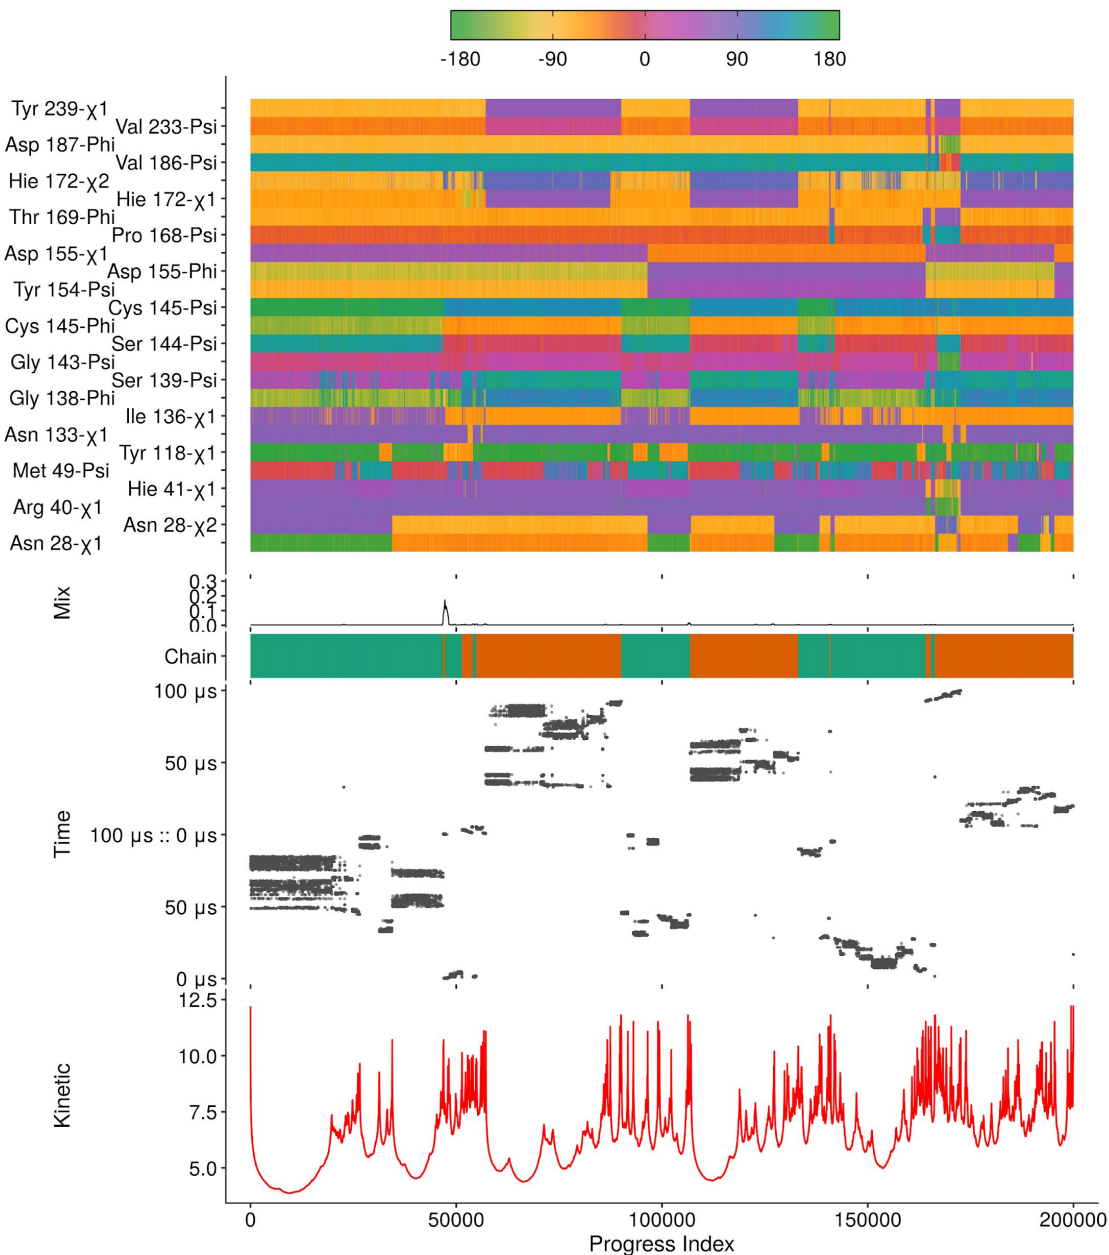 -180 -90 0 90 180
Tyr 239-χ1
Val 233-Psi
Asp 187-Phi
Val 186-Psi
Hie 172-χ2
Hie 172-χ1
Thr 169-Phi
Pro 168-Psi
Asp 155-χ1
Asp 155-Phi
Tyr 154-Psi
Cys 145-Psi
Cys 145-Phi
Ser 144-Psi
Gly 143-Psi
Ser 139-Psi
Gly 138-Phi
Ile 136-χ1
Asn 133-χ1
Tyr 118-χ1
Met 49-Psi
Hie 41-χ1
Arg 40-χ1
Asn 28-χ2
Asn 28-χ1
Mix
0.3
0.2
0.1
0.0
Chain
Time
100 µs
50 µs
100 µs :: 0 µs
50 µs
0 µs
Kinetic
12.5
10.0
7.5
5.0
0 50000 100000 150000 200000
Progress Index